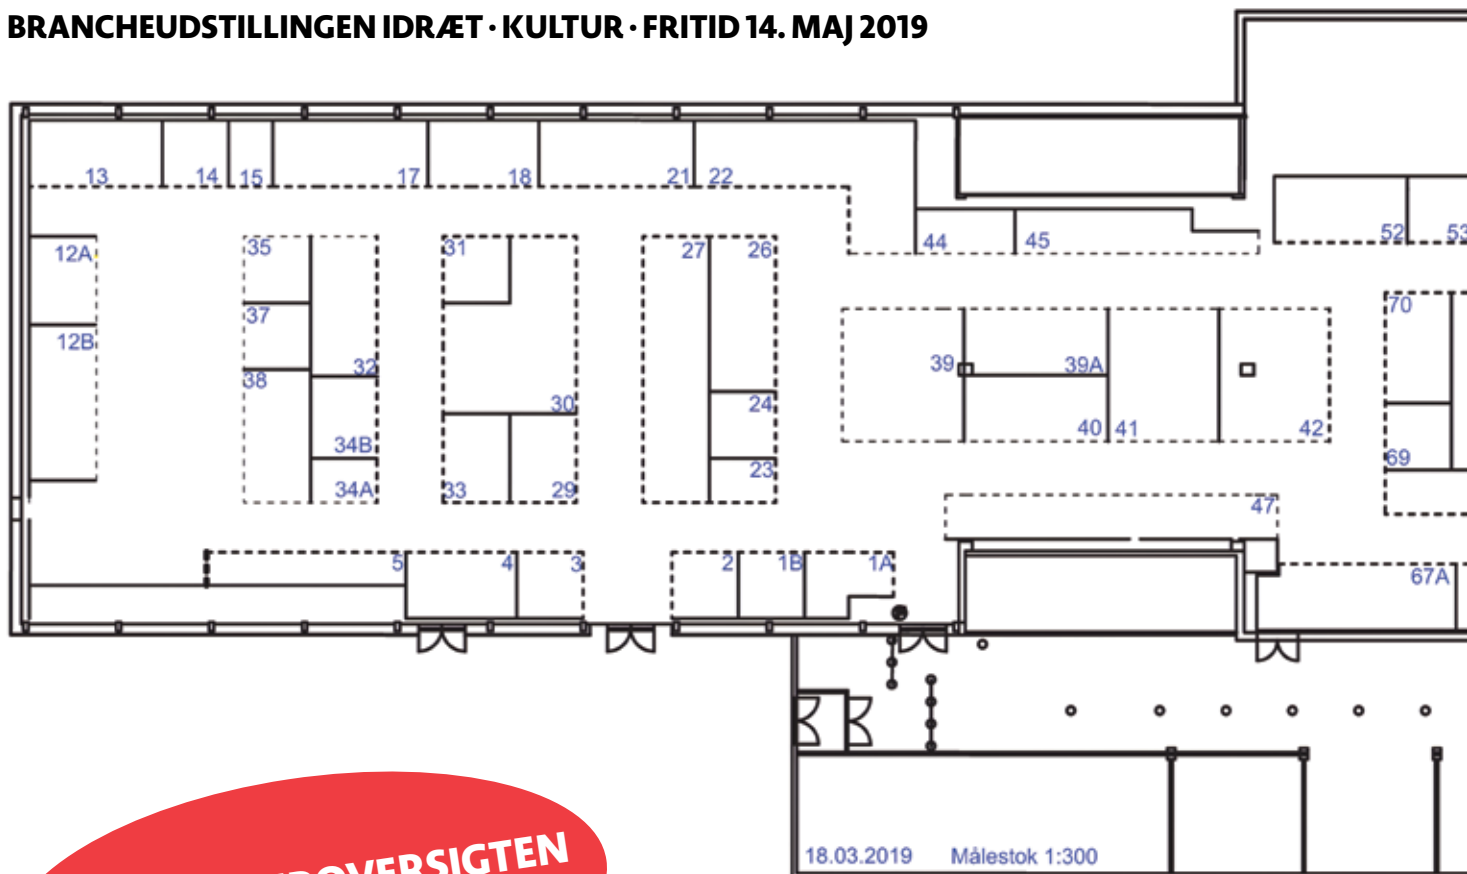 BRANCHEUDSTILLINGEN IDRÆT · KULTUR · FRITID 14. MAJ 2019
13 14 15 17 18 21 22
12A 35 31 27 26 44 45 52 53
12B 37 32 39 39A 70
38 30 24 40 41 42
34B 23 69
34A 33 29 47
5 4 3 2 1B 1A 67A
18.03.2019 Målestok 1:300